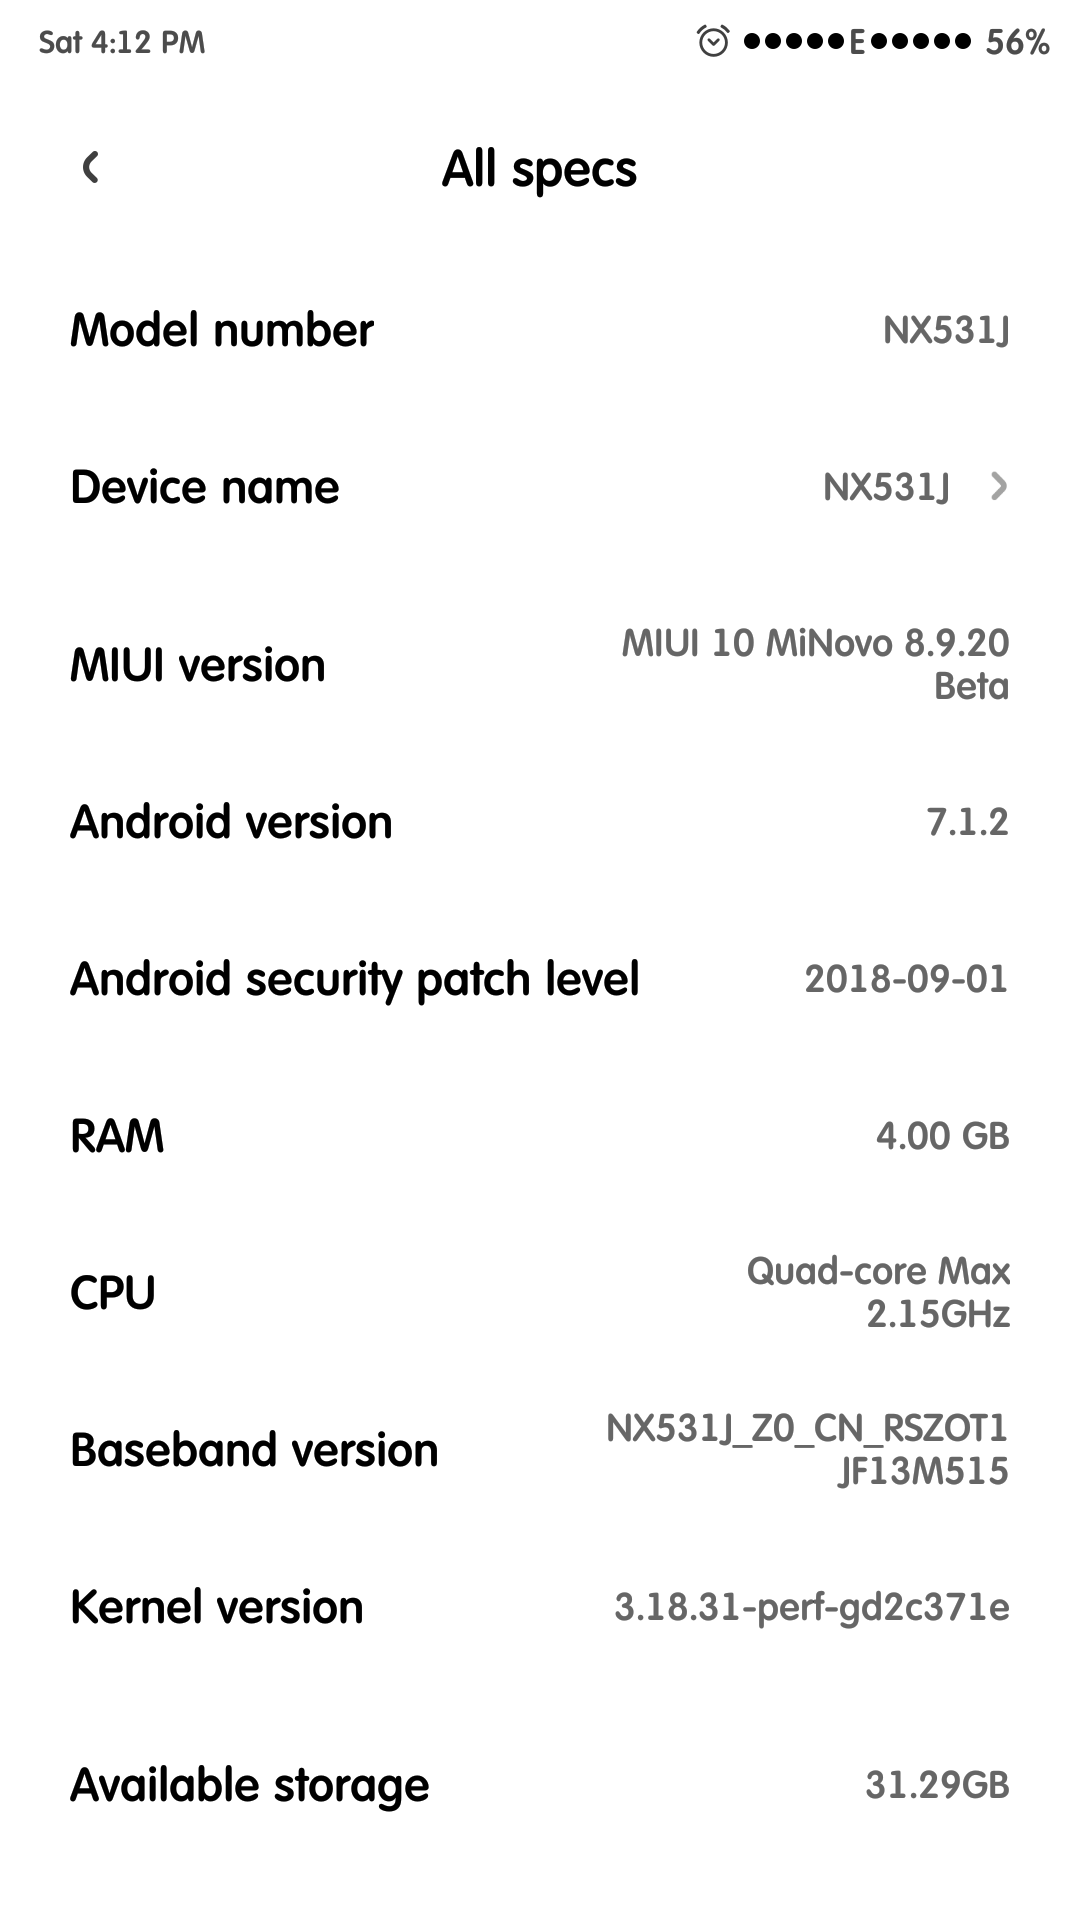 Sat 4:12 PM
●●●●●E●●●●● 56%
All specs
Model number
NX531J
Device name
NX531J
MIUI version
MIUI 10 MiNovo 8.9.20
Beta
Android version
7.1.2
Android security patch level
2018-09-01
RAM
4.00 GB
CPU
Quad-core Max
2.15GHz
Baseband version
NX531J_Z0_CN_RSZOT1
JF13M515
Kernel version
3.18.31-perf-gd2c371e
Available storage
31.29GB